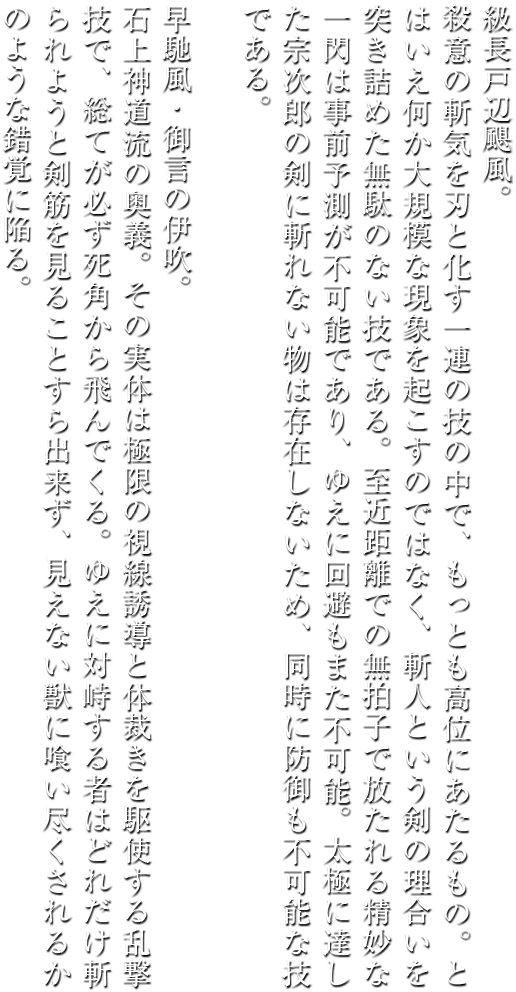 級長戸辺颶風。
殺意の斬気を刃と化す一連の技の中で、もっとも高位にあたるもの。と
はいえ何か大規模な現象を起こすのではなく、斬人という剣の理合いを
突き詰めた無駄のない技である。至近距離での無拍子で放たれる精妙な
一閃は事前予測が不可能であり、ゆえに回避もまた不可能。太極に達し
た宗次郎の剣に斬れない物は存在しないため、同時に防御も不可能な技
である。
早馳風・御言の伊吹。
石上神道流の奥義。その実体は極限の視線誘導と体裁きを駆使する乱撃
技で、総てが必ず死角から飛んでくる。ゆえに対峙する者はどれだけ斬
られようと剣筋を見ることすら出来ず、見えない獣に喰い尽くされるか
のような錯覚に陥る。